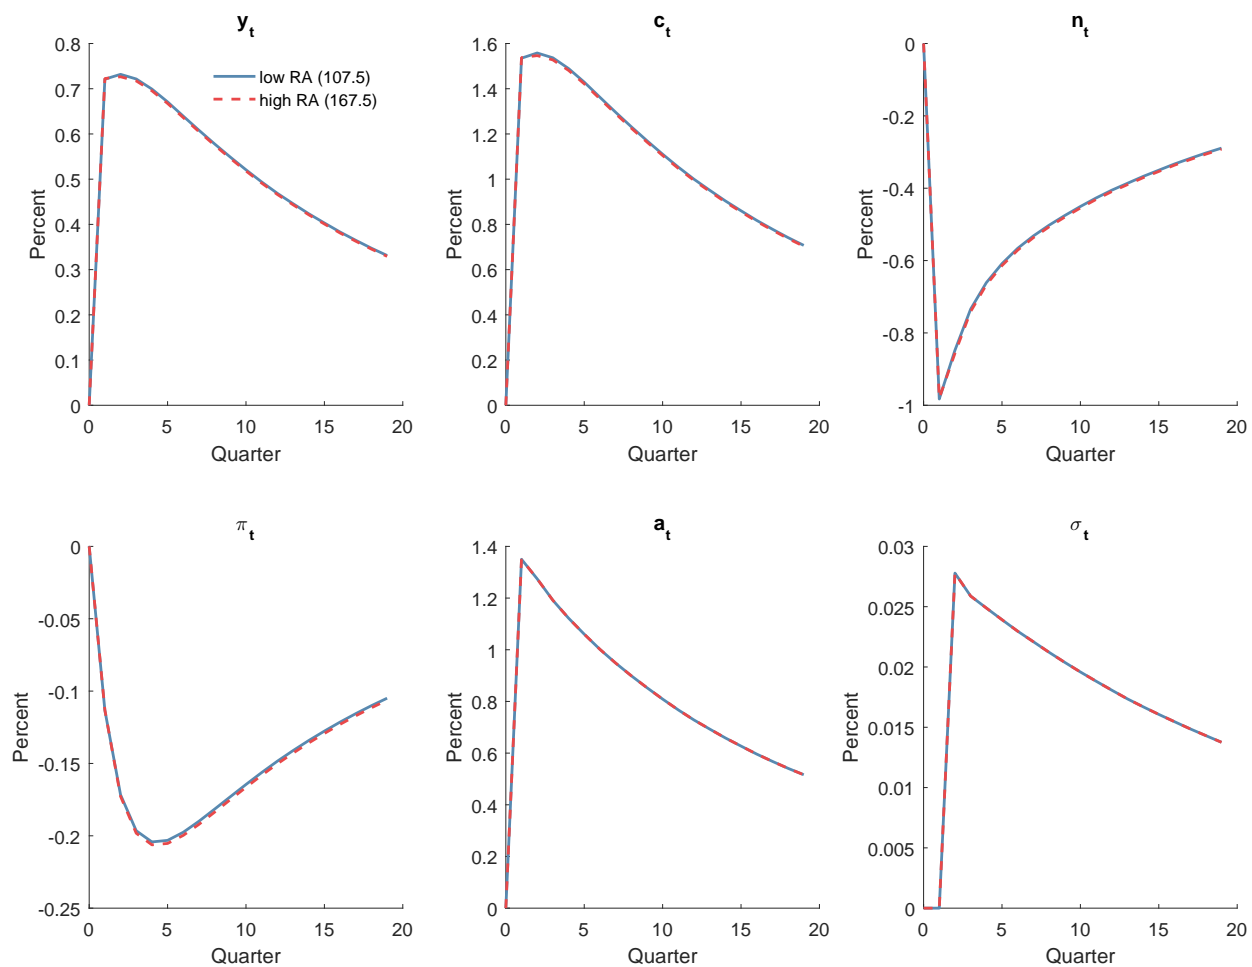 y_t
0.8
0.7
0.6
0.5
0.4
0.3
0.2
0.1
0
Percent
0 5 10 15 20
Quarter
low RA (107.5)
high RA (167.5)
c_t
1.6
1.4
1.2
1
0.8
0.6
0.4
0.2
0
Percent
0 5 10 15 20
Quarter
n_t
0
-0.2
-0.4
-0.6
-0.8
-1
Percent
0 5 10 15 20
Quarter
π_t
0
-0.05
-0.1
-0.15
-0.2
-0.25
Percent
0 5 10 15 20
Quarter
a_t
1.4
1.2
1
0.8
0.6
0.4
0.2
0
Percent
0 5 10 15 20
Quarter
σ_t
0.03
0.025
0.02
0.015
0.01
0.005
0
Percent
0 5 10 15 20
Quarter